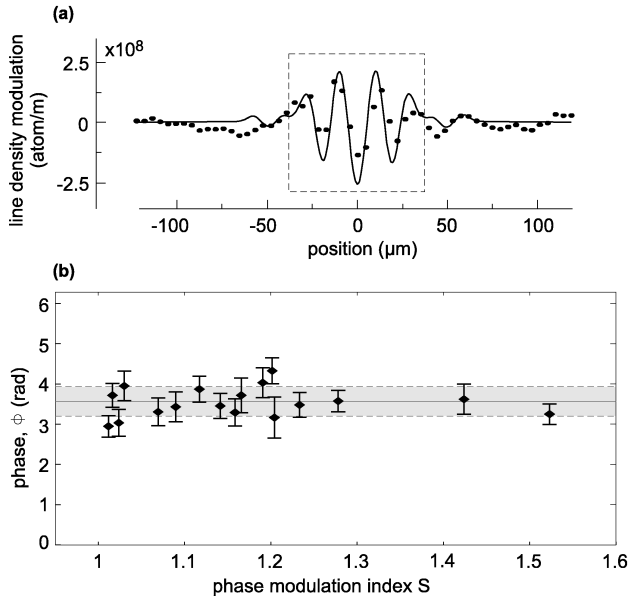 (a)
x10⁸
2.5
0
-2.5
line density modulation
(atom/m)
-100 -50 0 50 100
position (µm)
(b)
6
5
4
3
2
1
0
phase, Φ (rad)
1 1.1 1.2 1.3 1.4 1.5 1.6
phase modulation index S